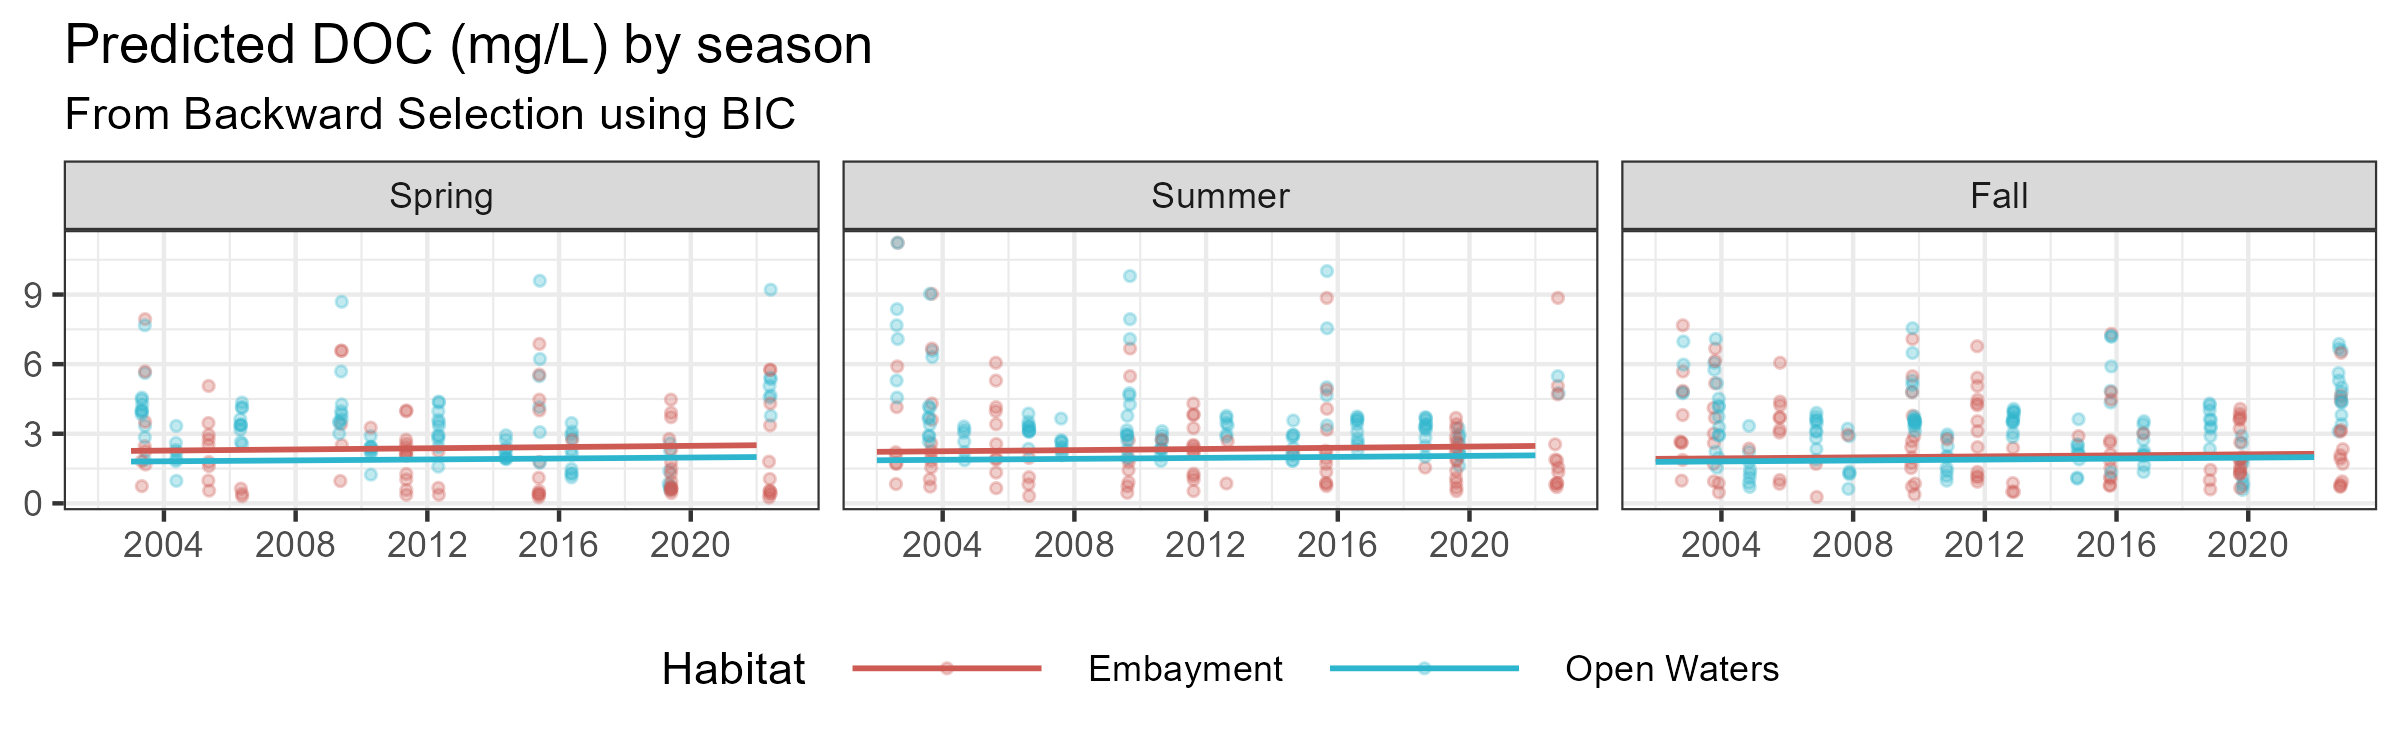 Predicted DOC (mg/L) by season
From Backward Selection using BIC
Spring Summer Fall
9
6
3
0
2004 2008 2012 2016 2020 2004 2008 2012 2016 2020 2004 2008 2012 2016 2020
Habitat Embayment Open Waters